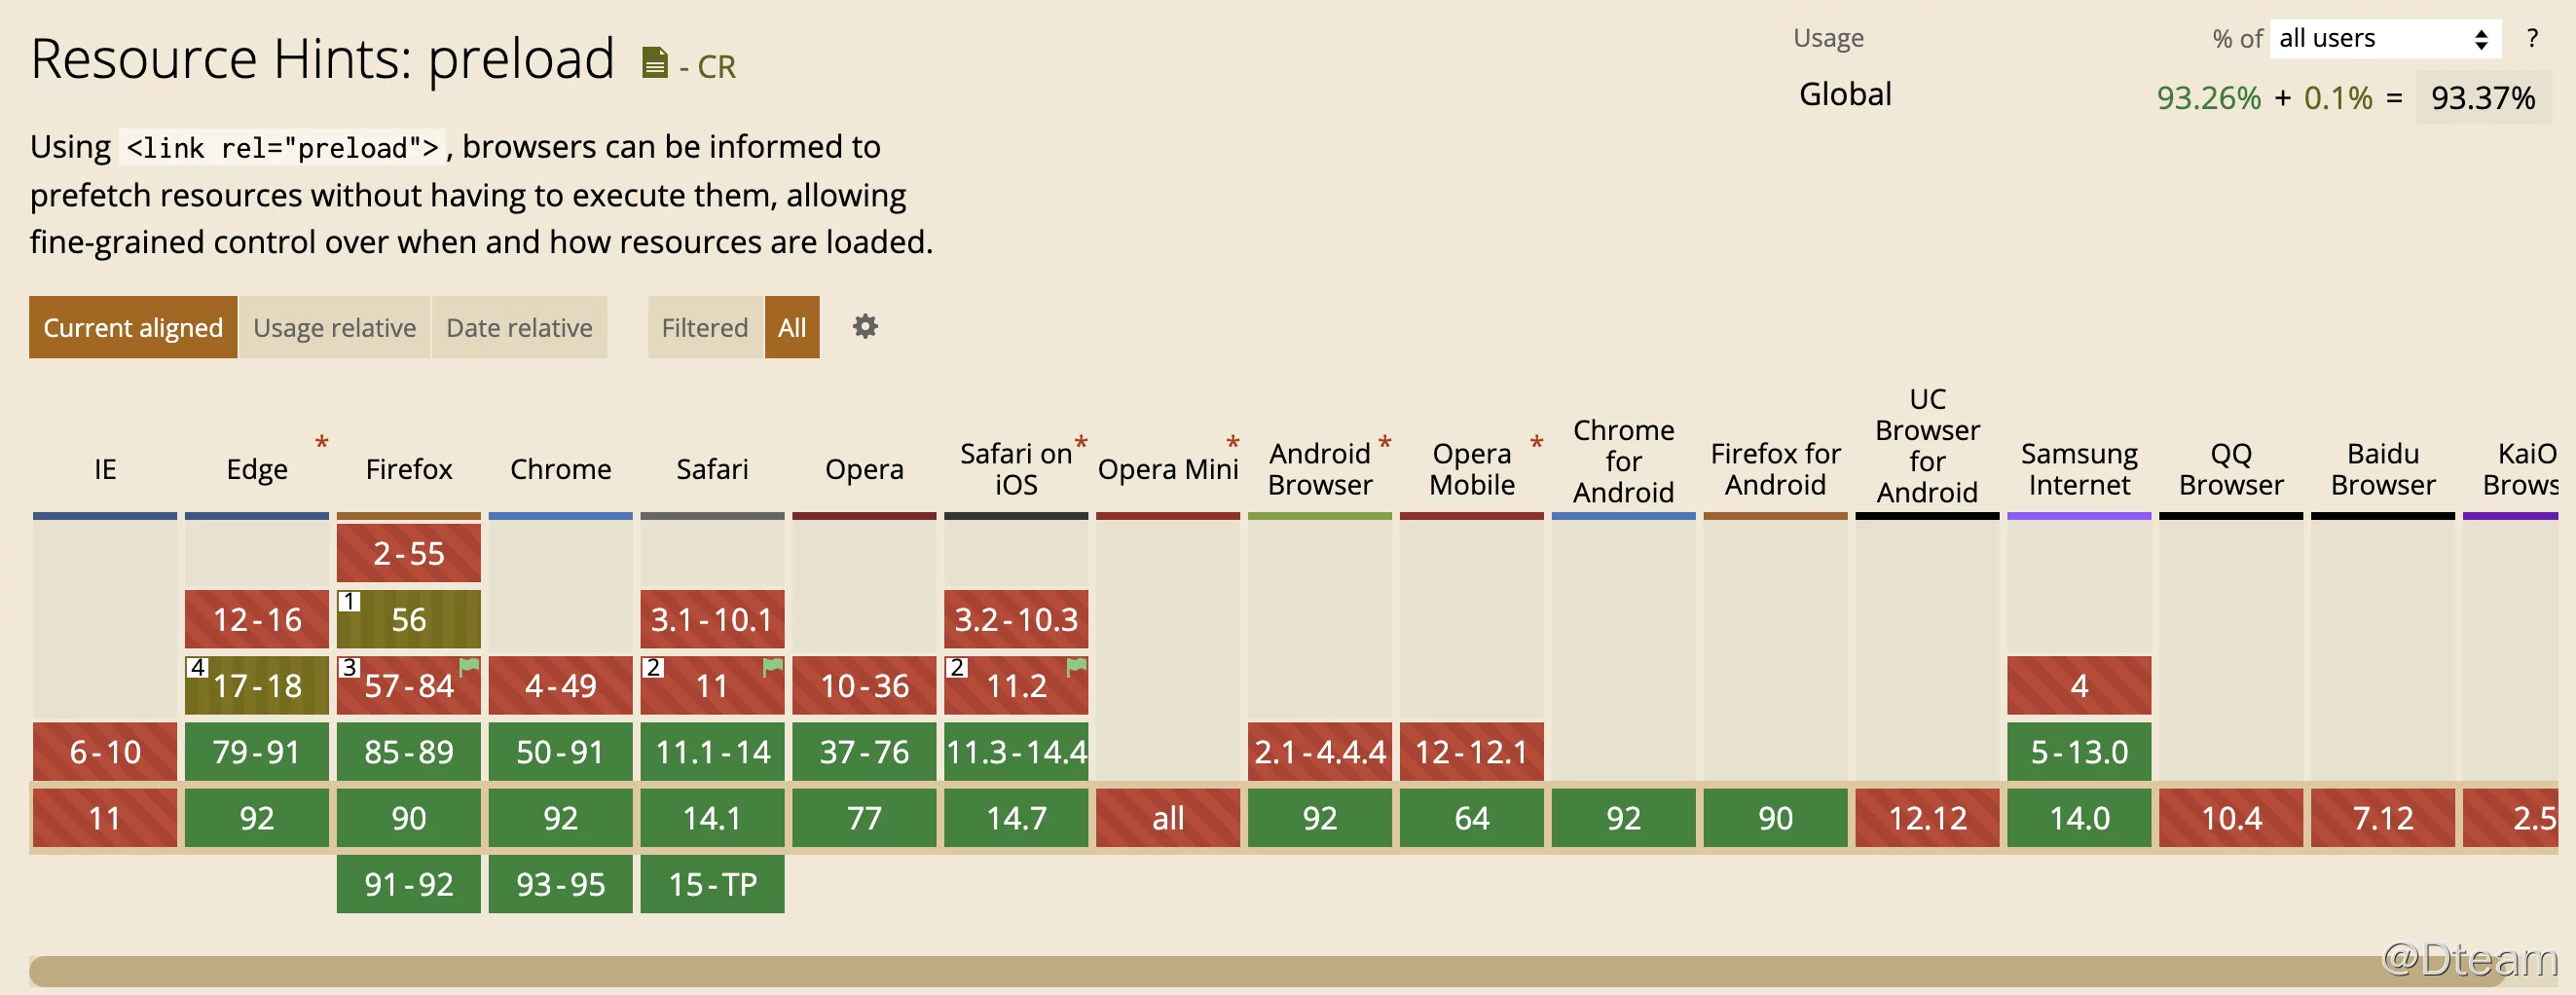 Resource Hints: preload - CR
Usage % of all users ?
Global 93.26% + 0.1% = 93.37%
Using <link rel="preload">, browsers can be informed to
prefetch resources without having to execute them, allowing
fine-grained control over when and how resources are loaded.
Current aligned Usage relative Date relative Filtered All
IE Edge * Firefox Chrome Safari Opera Safari on iOS * Opera Mini * Android Browser * Opera Mobile * Chrome for Android Firefox for Android UC Browser for Android Samsung Internet QQ Browser Baidu Browser KaiO Brows
2-55
12-16 1 56 3.1-10.1 3.2-10.3
4 17-18 3 57-84 4-49 2 11 10-36 2 11.2 4
6-10 79-91 85-89 50-91 11.1-14 37-76 11.3-14.4 2.1-4.4.4 12-12.1 5-13.0
11 92 90 92 14.1 77 14.7 all 92 64 92 90 12.12 14.0 10.4 7.12 2.5
91-92 93-95 15-TP
@Dteam